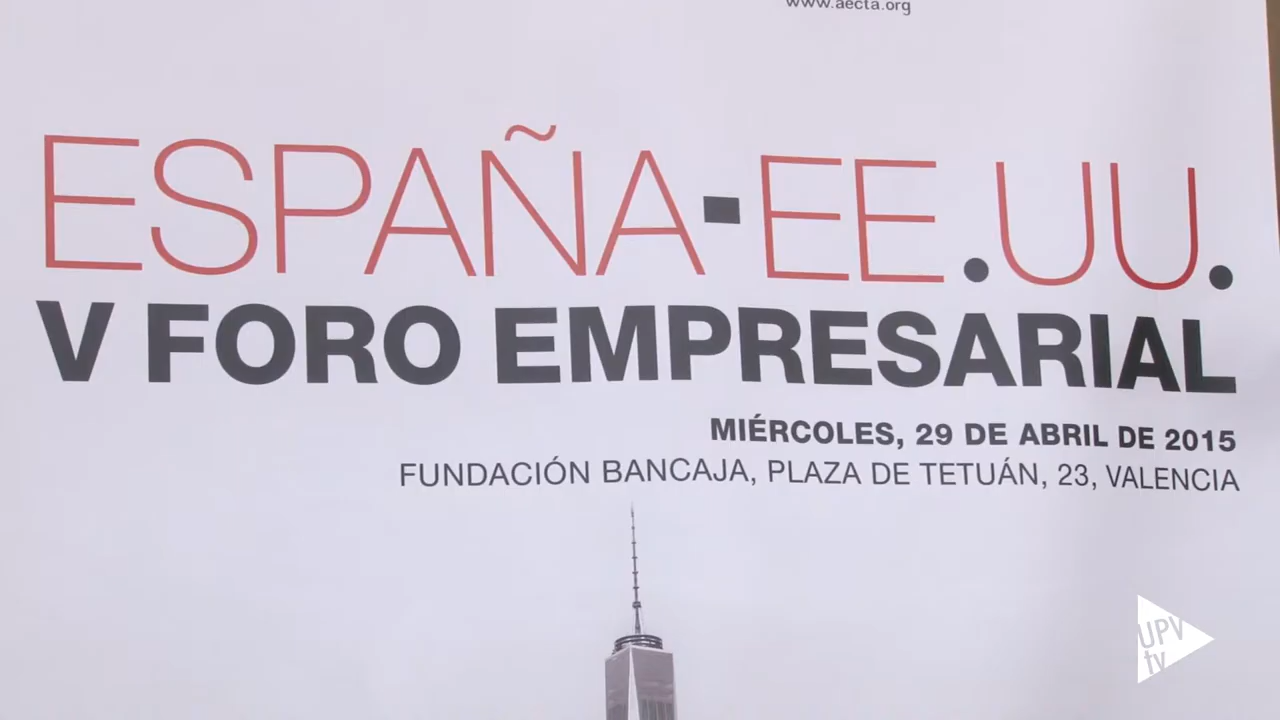 www.aecta.org
ESPAÑA·EE.UU.
V FORO EMPRESARIAL
MIÉRCOLES, 29 DE ABRIL DE 2015
FUNDACIÓN BANCAJA, PLAZA DE TETUÁN, 23, VALENCIA
UPV
tv